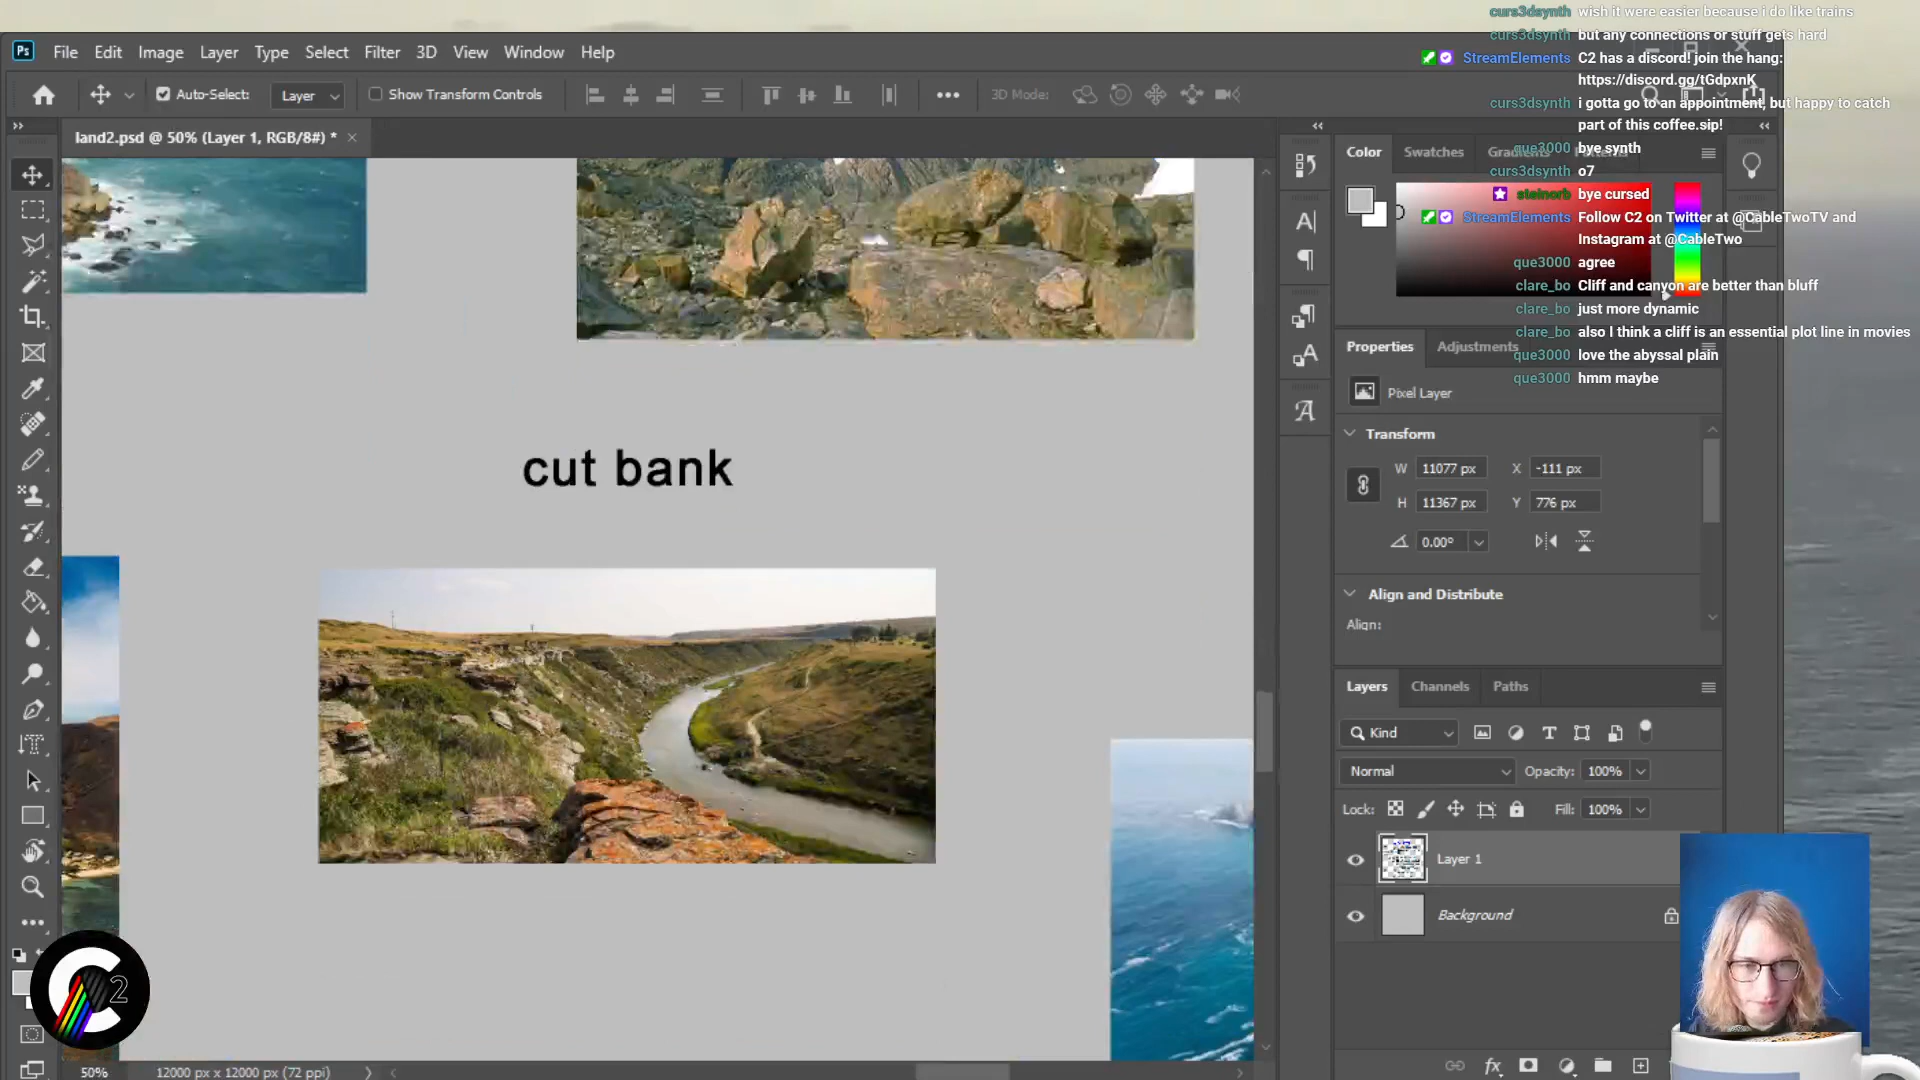 curs3dsynth wish it were easier because i do like trains
curs3dsynth but any connections or stuff gets hard
Ps File Edit Image Layer Type Select Filter 3D View Window Help
StreamElements C2 has a discord! join the hang:
https://discord.gg/tGdpxnK
Auto-Select: Layer Show Transform Controls 3D Mode:
curs3dsynth i gotta go to an appointment, but happy to catch
part of this coffee.sip!
land2.psd @ 50% (Layer 1, RGB/8#) *
Color Swatches Gradients
que3000 bye synth
curs3dsynth o7
steinorb bye cursed
StreamElements Follow C2 on Twitter at @CableTwoTV and
Instagram at @CableTwo
que3000 agree
clare_bo Cliff and canyon are better than bluff
clare_bo just more dynamic
clare_bo also I think a cliff is an essential plot line in movies
Properties Adjustments
que3000 love the abyssal plain
que3000 hmm maybe
Pixel Layer
Transform
cut bank
W 11077 px X -111 px
H 11367 px Y 776 px
0.00°
Align and Distribute
Align:
Layers Channels Paths
Kind
Normal Opacity: 100%
Lock: Fill: 100%
Layer 1
Background
C2
fx
50% 12000 px x 12000 px (72 ppi)